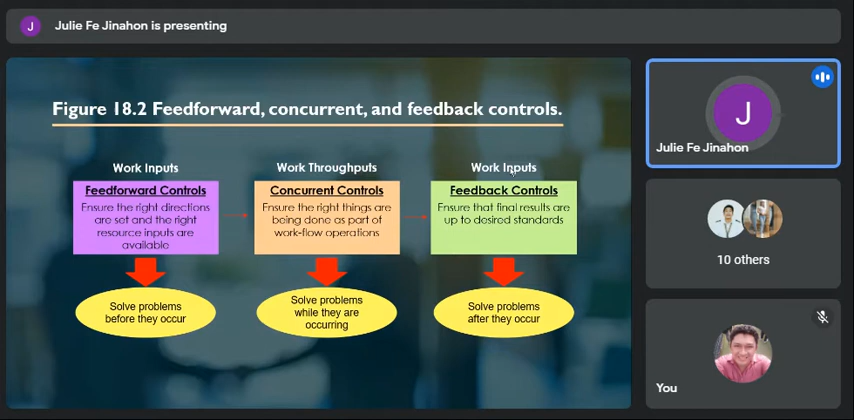 J
Julie Fe Jinahon is presenting
Figure 18.2 Feedforward, concurrent, and feedback controls.
Work Inputs
Feedforward Controls
Ensure the right directions
are set and the right
resource inputs are
available
Solve problems
before they occur
Work Throughputs
Concurrent Controls
Ensure the right things are
being done as part of
work-flow operations
Solve problems
while they are
occurring
Work Inputs
Feedback Controls
Ensure that final results are
up to desired standards
Solve problems
after they occur
J
Julie Fe Jinahon
10 others
You